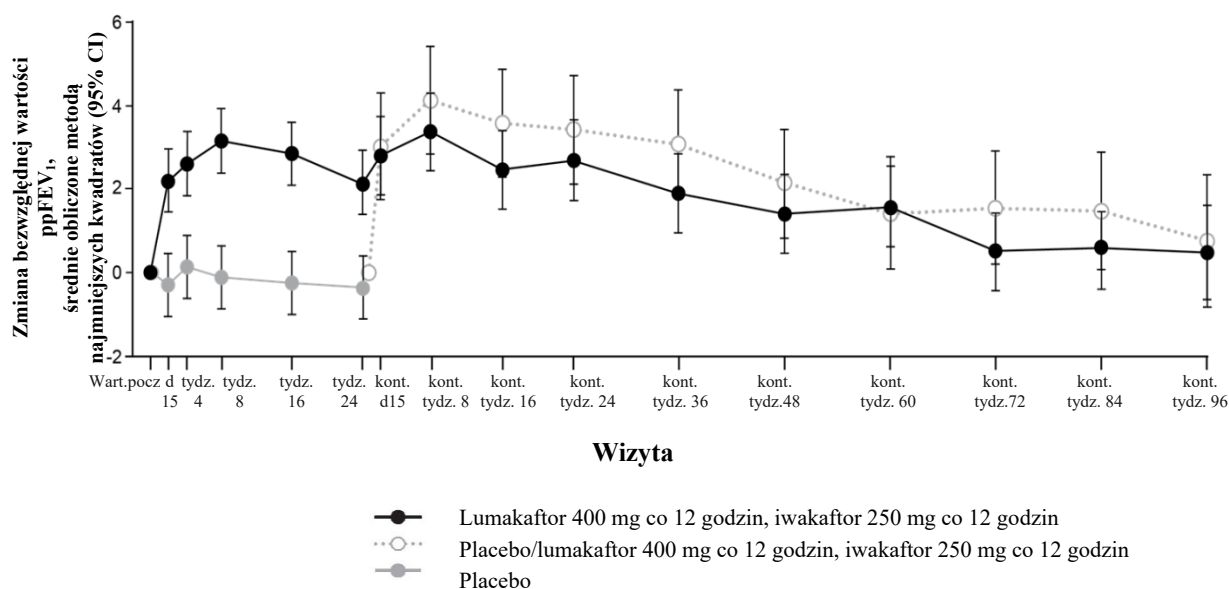 Zmiana bezwzględnej wartości
ppFEV₁,
średnie obliczone metodą
najmniejszych kwadratów (95% CI)
6
4
2
0
-2
Wart.pocz d tydz. tydz. tydz. tydz. kont. kont. kont. kont. kont. kont. kont. kont. kont. kont.
15 4 8 16 24 d15 tydz. 8 tydz. 16 tydz. 24 tydz. 36 tydz.48 tydz. 60 tydz.72 tydz. 84 tydz. 96
Wizyta
Lumakaftor 400 mg co 12 godzin, iwakaftor 250 mg co 12 godzin
Placebo/lumakaftor 400 mg co 12 godzin, iwakaftor 250 mg co 12 godzin
Placebo